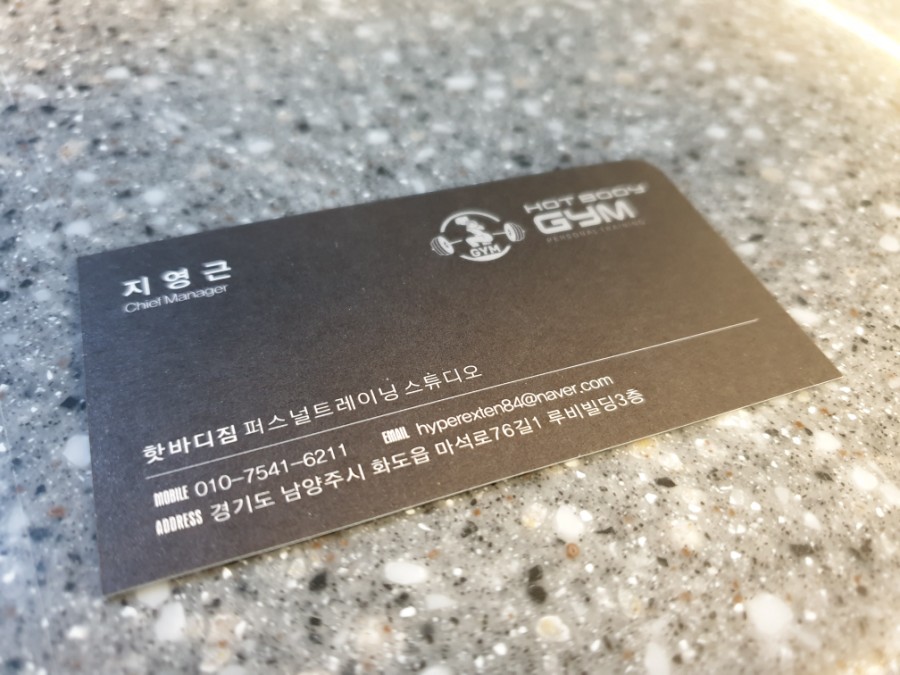 HOT BODY
GYM
PERSONAL TRAINING
GYM
지영근
Chief Manager
핫바디짐 퍼스널트레이닝 스튜디오
MOBILE 010-7541-6211 EMAIL hyperexten84@naver.com
ADDRESS 경기도 남양주시 화도읍 마석로76길1 루비빌딩3층